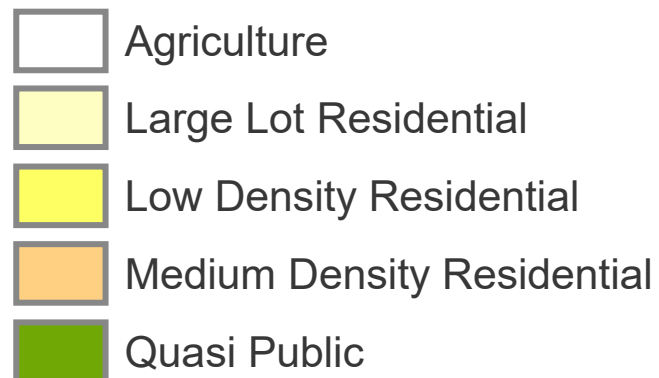 Agriculture
Large Lot Residential
Low Density Residential
Medium Density Residential
Quasi Public